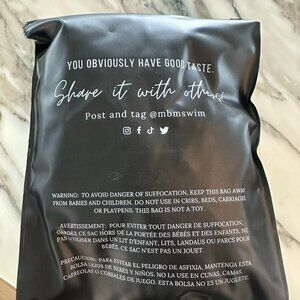 YOU OBVIOUSLY HAVE GOOD TASTE.
Share it with others!
Post and tag @mbmswim
WARNING: TO AVOID DANGER OF SUFFOCATION, KEEP THIS BAG AWAY
FROM BABIES AND CHILDREN. DO NOT USE IN CRIBS, BEDS, CARRIAGES
OR PLAYPENS. THIS BAG IS NOT A TOY.
AVERTISSEMENT: POUR EVITER TOUT DANGER DE SUFFOCATION,
GARDEZ CE SAC HORS DE LA PORTÉE DES BÉBÉS ET DES ENFANTS. NE
PAS UTILISER DANS UN LIT D'ENFANT, LITS, LANDAUS OU PARCS POUR
BÉBÉS, CE SAC N'EST PAS UN JOUET.
PRECAUCION: PARA EVITAR EL PELIGRO DE ASFIXIA, MANTENGA ESTA
BOLSA LEJOS DE BEBÉS Y NIÑOS. NO LA USE EN CUNAS, CAMAS,
CARREOLAS O CORRALES DE JUEGO. ESTA BOLSA NO ES UN JUGUETE.